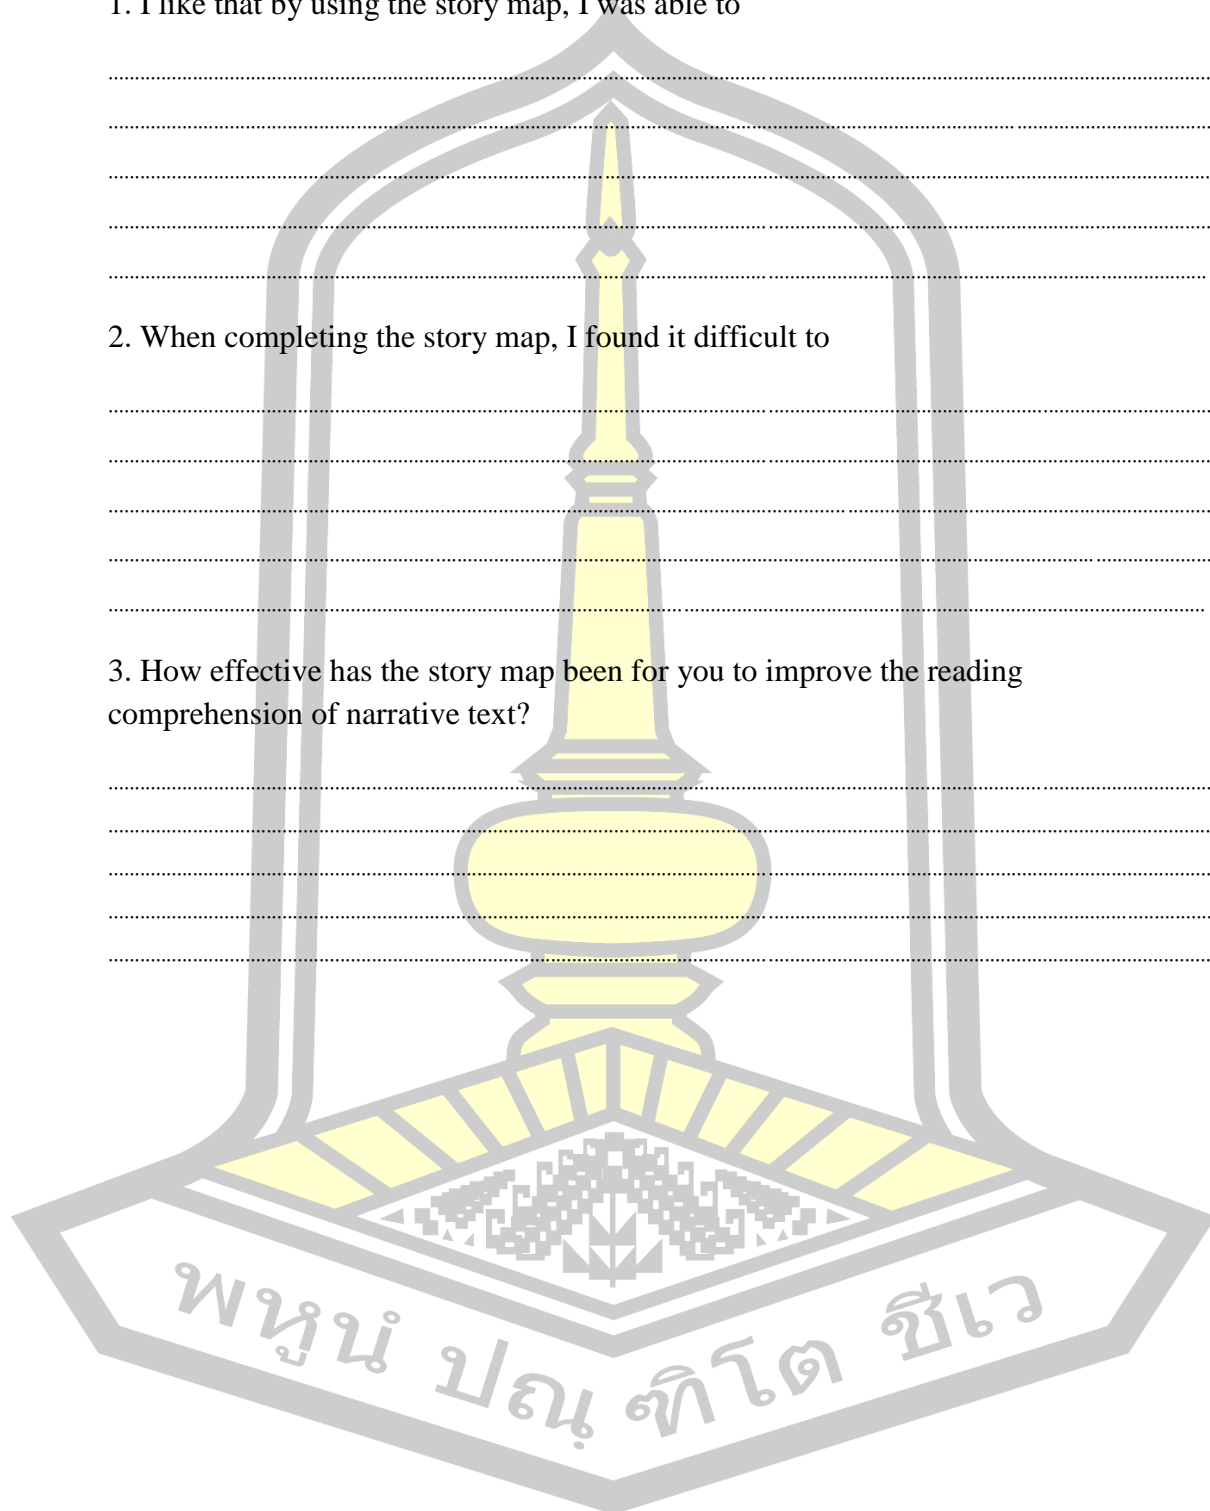 1. I like that by using the story map, I was able to
2. When completing the story map, I found it difficult to
3. How effective has the story map been for you to improve the reading
comprehension of narrative text?
พหูนํ ปณฺฑิโต ชีเว